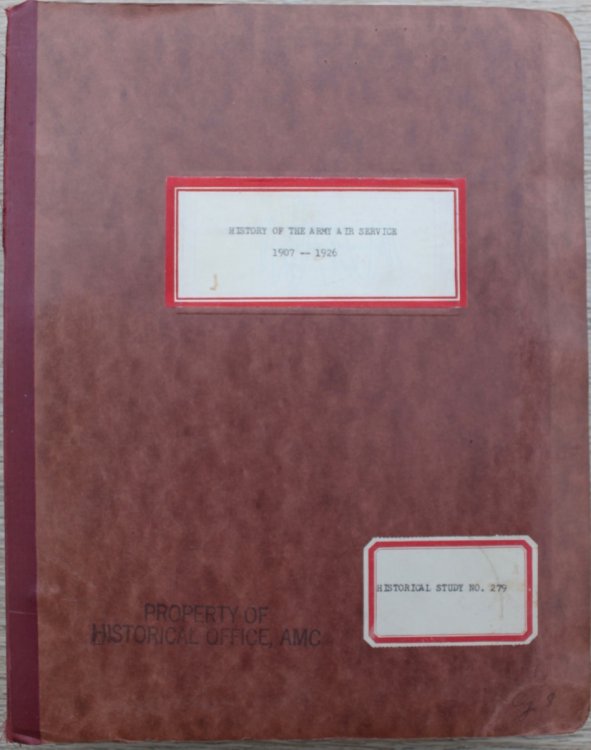 HISTORY OF THE ARMY AIR SERVICE
1907 -- 1926
HISTORICAL STUDY NO. 279
PROPERTY OF
HISTORICAL OFFICE, AMC